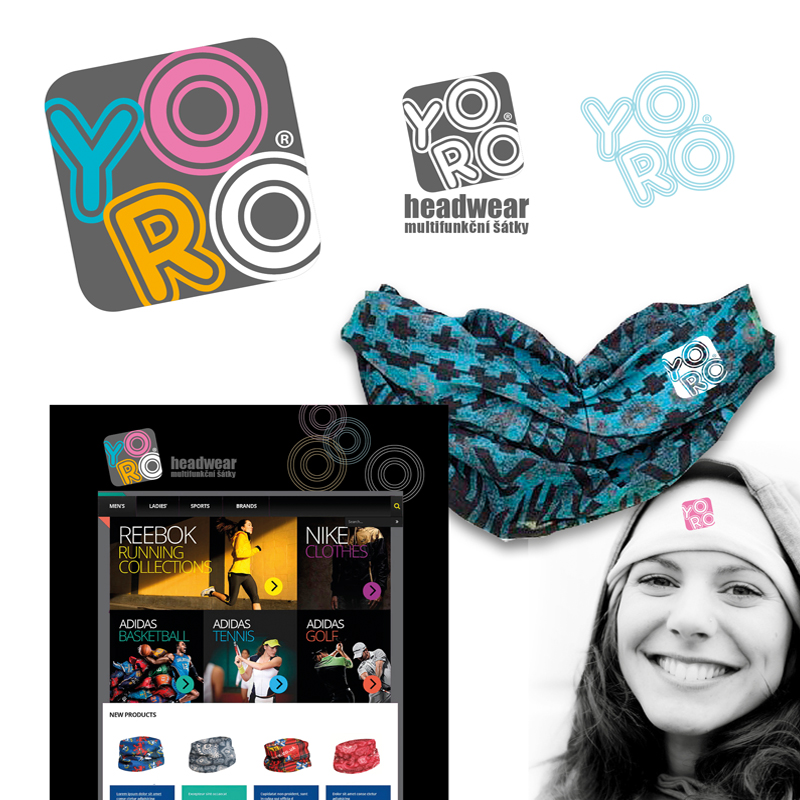 YO
RO
®
YO
RO
®
headwear
multifunkční šátky
YO
RO
®
YO
RO
YO
RO
YO
RO
headwear
multifunkční šátky
MEN'S LADIES' SPORTS BRANDS
REEBOK
RUNNING
COLLECTIONS
NIKE
CLOTHES
ADIDAS
BASKETBALL
ADIDAS
TENNIS
ADIDAS
GOLF
NEW PRODUCTS